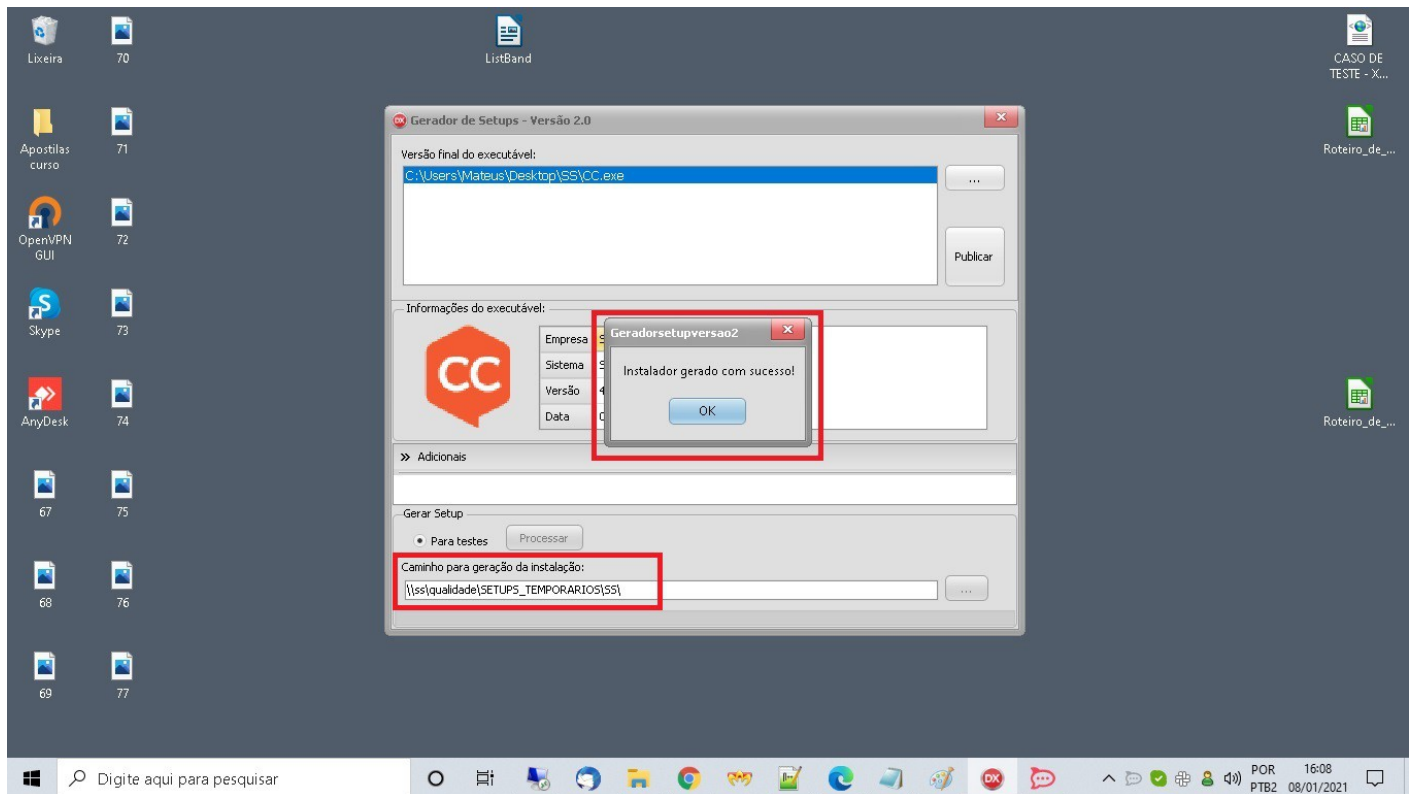 Lixeira
70
ListBand
CASO DE
TESTE - X...
Apostilas
curso
71
Roteiro_de_...
OpenVPN
GUI
72
Skype
73
AnyDesk
74
Roteiro_de_...
67
75
68
76
69
77
Gerador de Setups - Versão 2.0
Versão final do executável:
C:\Users\Mateus\Desktop\SS\CC.exe
...
Publicar
Informações do executável:
CC
Empresa S
Sistema S
Versão 4
Data 0
Geradorsetupversao2
Instalador gerado com sucesso!
OK
» Adicionais
Gerar Setup
Para testes
Processar
Caminho para geração da instalação:
\\ss\qualidade\SETUPS_TEMPORARIOS\SS\
...
Digite aqui para pesquisar
DX
POR
PTB2
16:08
08/01/2021